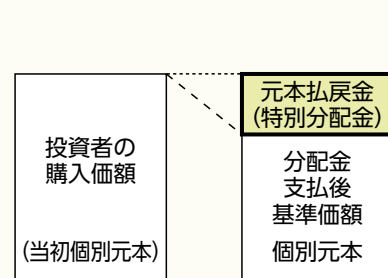 投資者の
購入価額
(当初個別元本)
元本払戻金
(特別分配金)
分配金
支払後
基準価額
個別元本